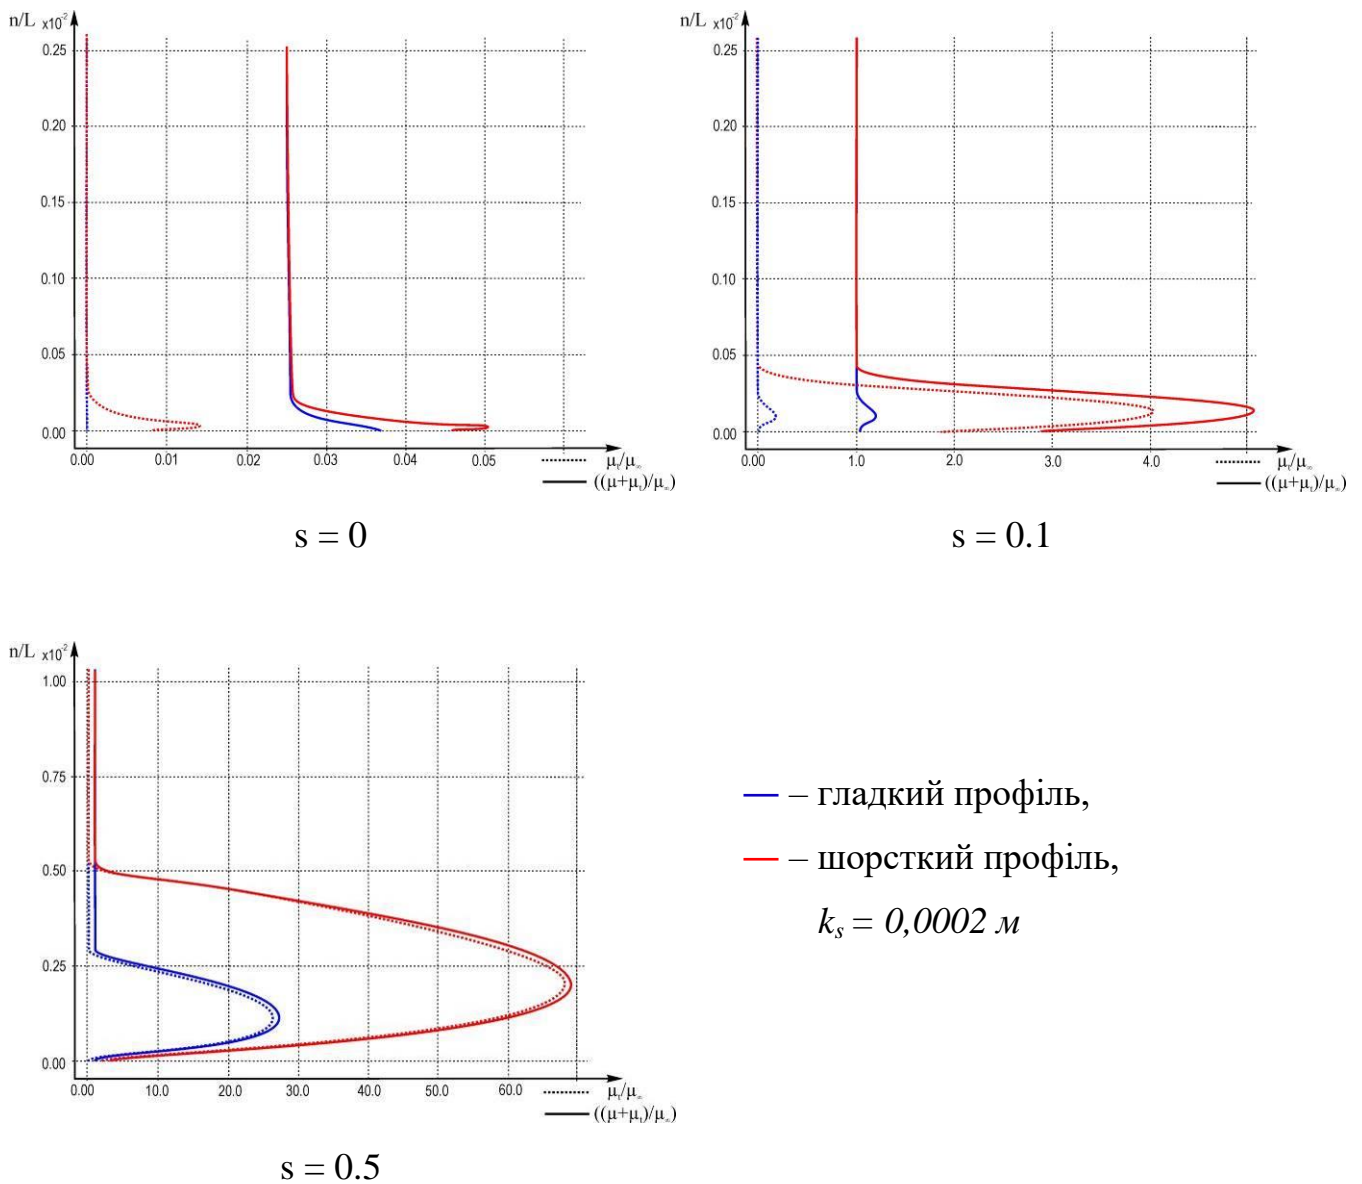 n/L x10⁻²
0.25
0.20
0.15
0.10
0.05
0.00
0.00 0.01 0.02 0.03 0.04 0.05
μₜ/μ∞
((μ+μₜ)/μ∞)
s = 0
n/L x10⁻²
0.25
0.20
0.15
0.10
0.05
0.00
0.00 1.0 2.0 3.0 4.0
μₜ/μ∞
((μ+μₜ)/μ∞)
s = 0.1
n/L x10⁻²
1.00
0.75
0.50
0.25
0.00
0.00 10.0 20.0 30.0 40.0 50.0 60.0
μₜ/μ∞
((μ+μₜ)/μ∞)
s = 0.5
– гладкий профіль,
– шорсткий профіль,
kₛ = 0,0002 м